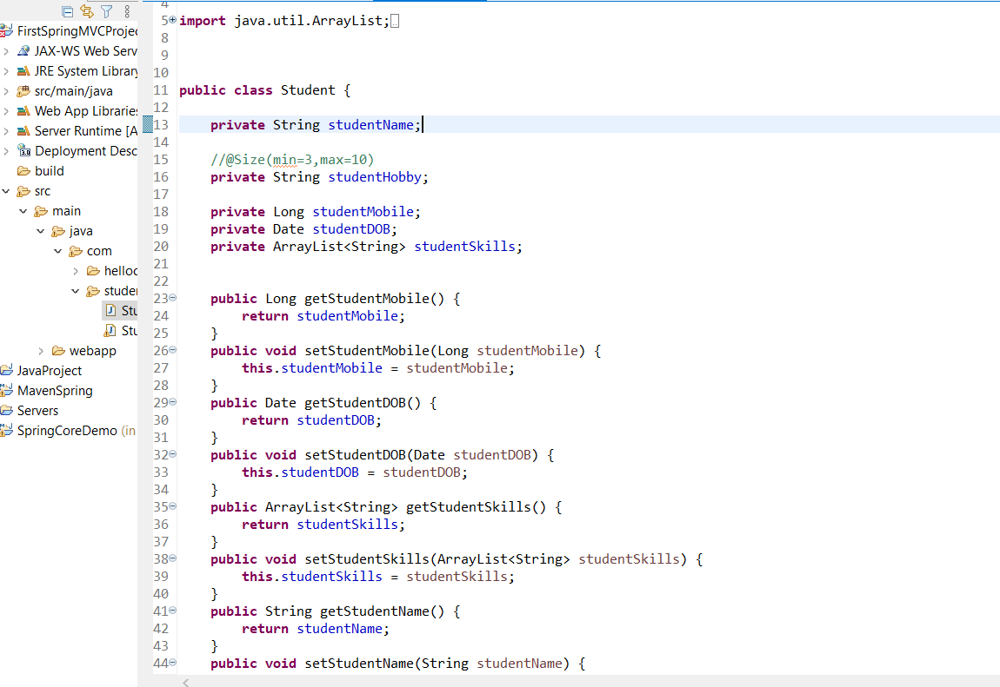 FirstSpringMVCProjec
JAX-WS Web Serv
JRE System Library
src/main/java
Web App Libraries
Server Runtime [A
Deployment Desc
build
src
main
java
com
helloc
studen
Stu
Stu
webapp
JavaProject
MavenSpring
Servers
SpringCoreDemo (in
4
5 import java.util.ArrayList;
8
9
10
11 public class Student {
12
13 private String studentName;
14
15 //@Size(min=3,max=10)
16 private String studentHobby;
17
18 private Long studentMobile;
19 private Date studentDOB;
20 private ArrayList<String> studentSkills;
21
22
23 public Long getStudentMobile() {
24 return studentMobile;
25 }
26 public void setStudentMobile(Long studentMobile) {
27 this.studentMobile = studentMobile;
28 }
29 public Date getStudentDOB() {
30 return studentDOB;
31 }
32 public void setStudentDOB(Date studentDOB) {
33 this.studentDOB = studentDOB;
34 }
35 public ArrayList<String> getStudentSkills() {
36 return studentSkills;
37 }
38 public void setStudentSkills(ArrayList<String> studentSkills) {
39 this.studentSkills = studentSkills;
40 }
41 public String getStudentName() {
42 return studentName;
43 }
44 public void setStudentName(String studentName) {